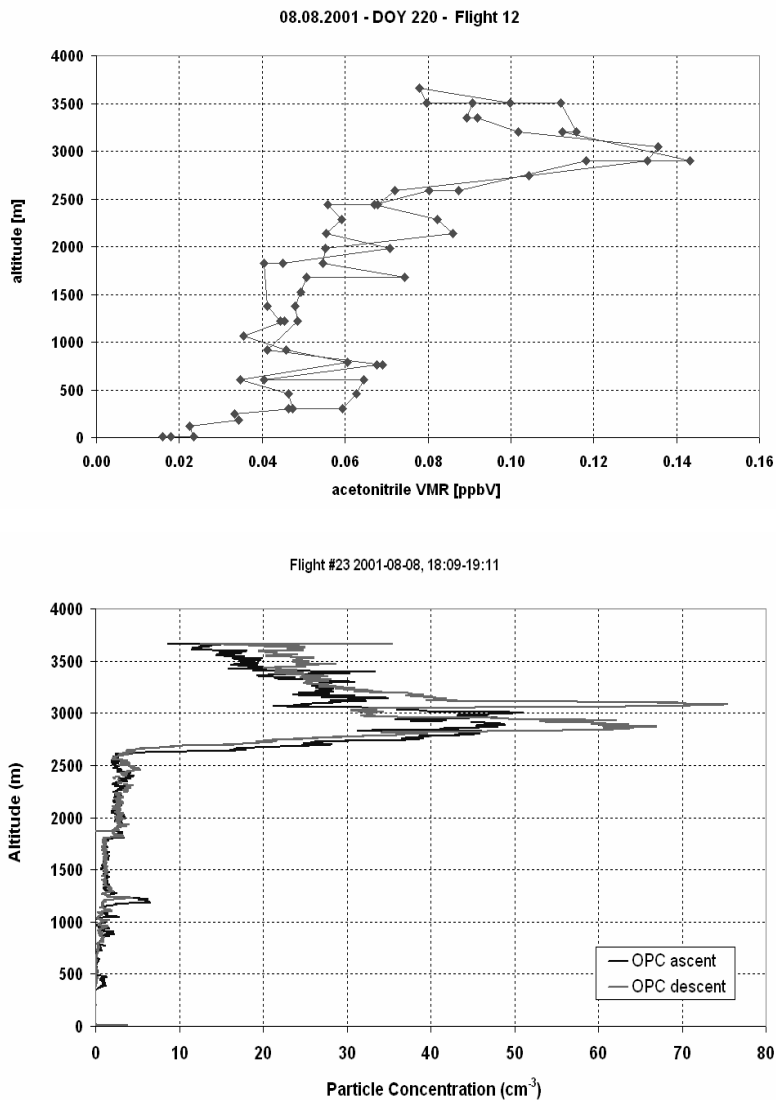 08.08.2001 - DOY 220 - Flight 12
4000
3500
3000
2500
2000
1500
1000
500
0
altitude [m]
0.00 0.02 0.04 0.06 0.08 0.10 0.12 0.14 0.16
acetonitrile VMR [ppbV]
Flight #23 2001-08-08, 18:09-19:11
4000
3500
3000
2500
2000
1500
1000
500
0
Altitude (m)
OPC ascent
OPC descent
0 10 20 30 40 50 60 70 80
Particle Concentration (cm⁻³)